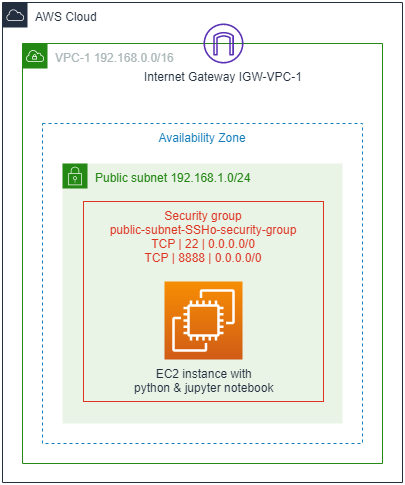 AWS Cloud
VPC-1 192.168.0.0/16
Internet Gateway IGW-VPC-1
Availability Zone
Public subnet 192.168.1.0/24
Security group
public-subnet-SSHo-security-group
TCP | 22 | 0.0.0.0/0
TCP | 8888 | 0.0.0.0/0
EC2 instance with
python & jupyter notebook